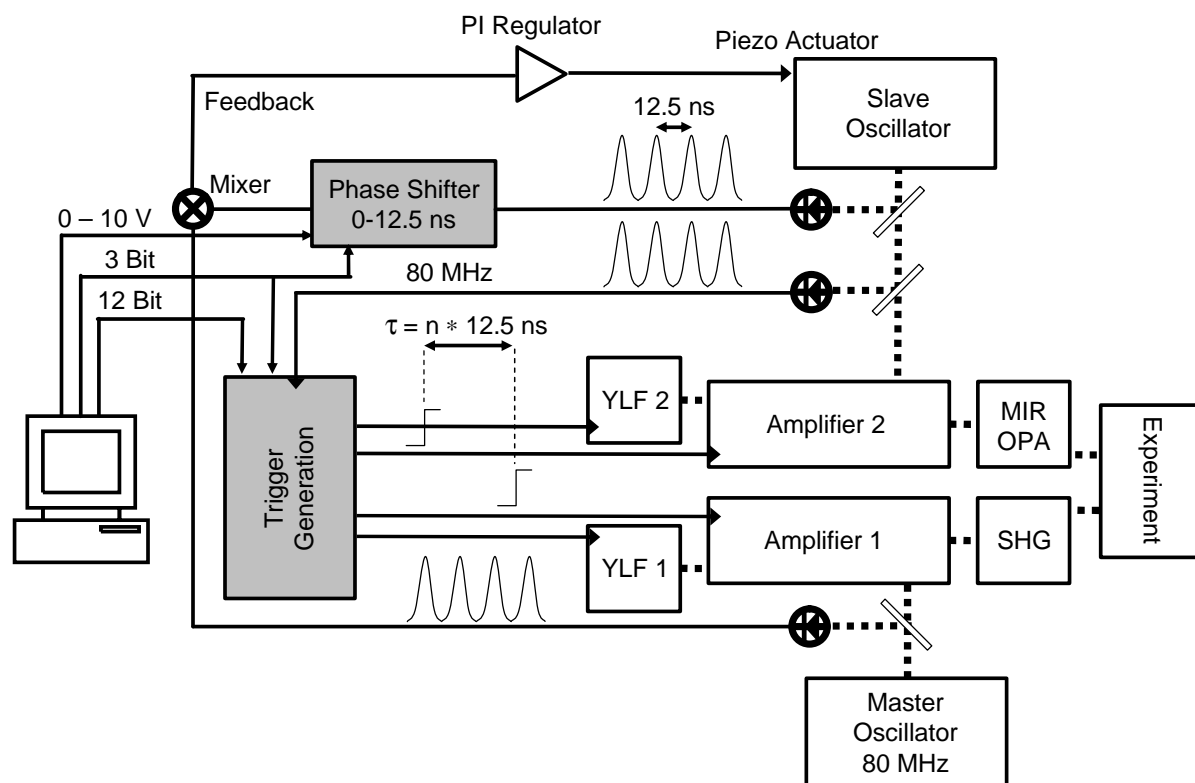 PI Regulator
Piezo Actuator
Feedback
12.5 ns
Slave
Oscillator
Mixer
Phase Shifter
0-12.5 ns
0 – 10 V
3 Bit
80 MHz
12 Bit
τ = n * 12.5 ns
YLF 2
Amplifier 2
MIR
OPA
Experiment
Trigger
Generation
YLF 1
Amplifier 1
SHG
Master
Oscillator
80 MHz